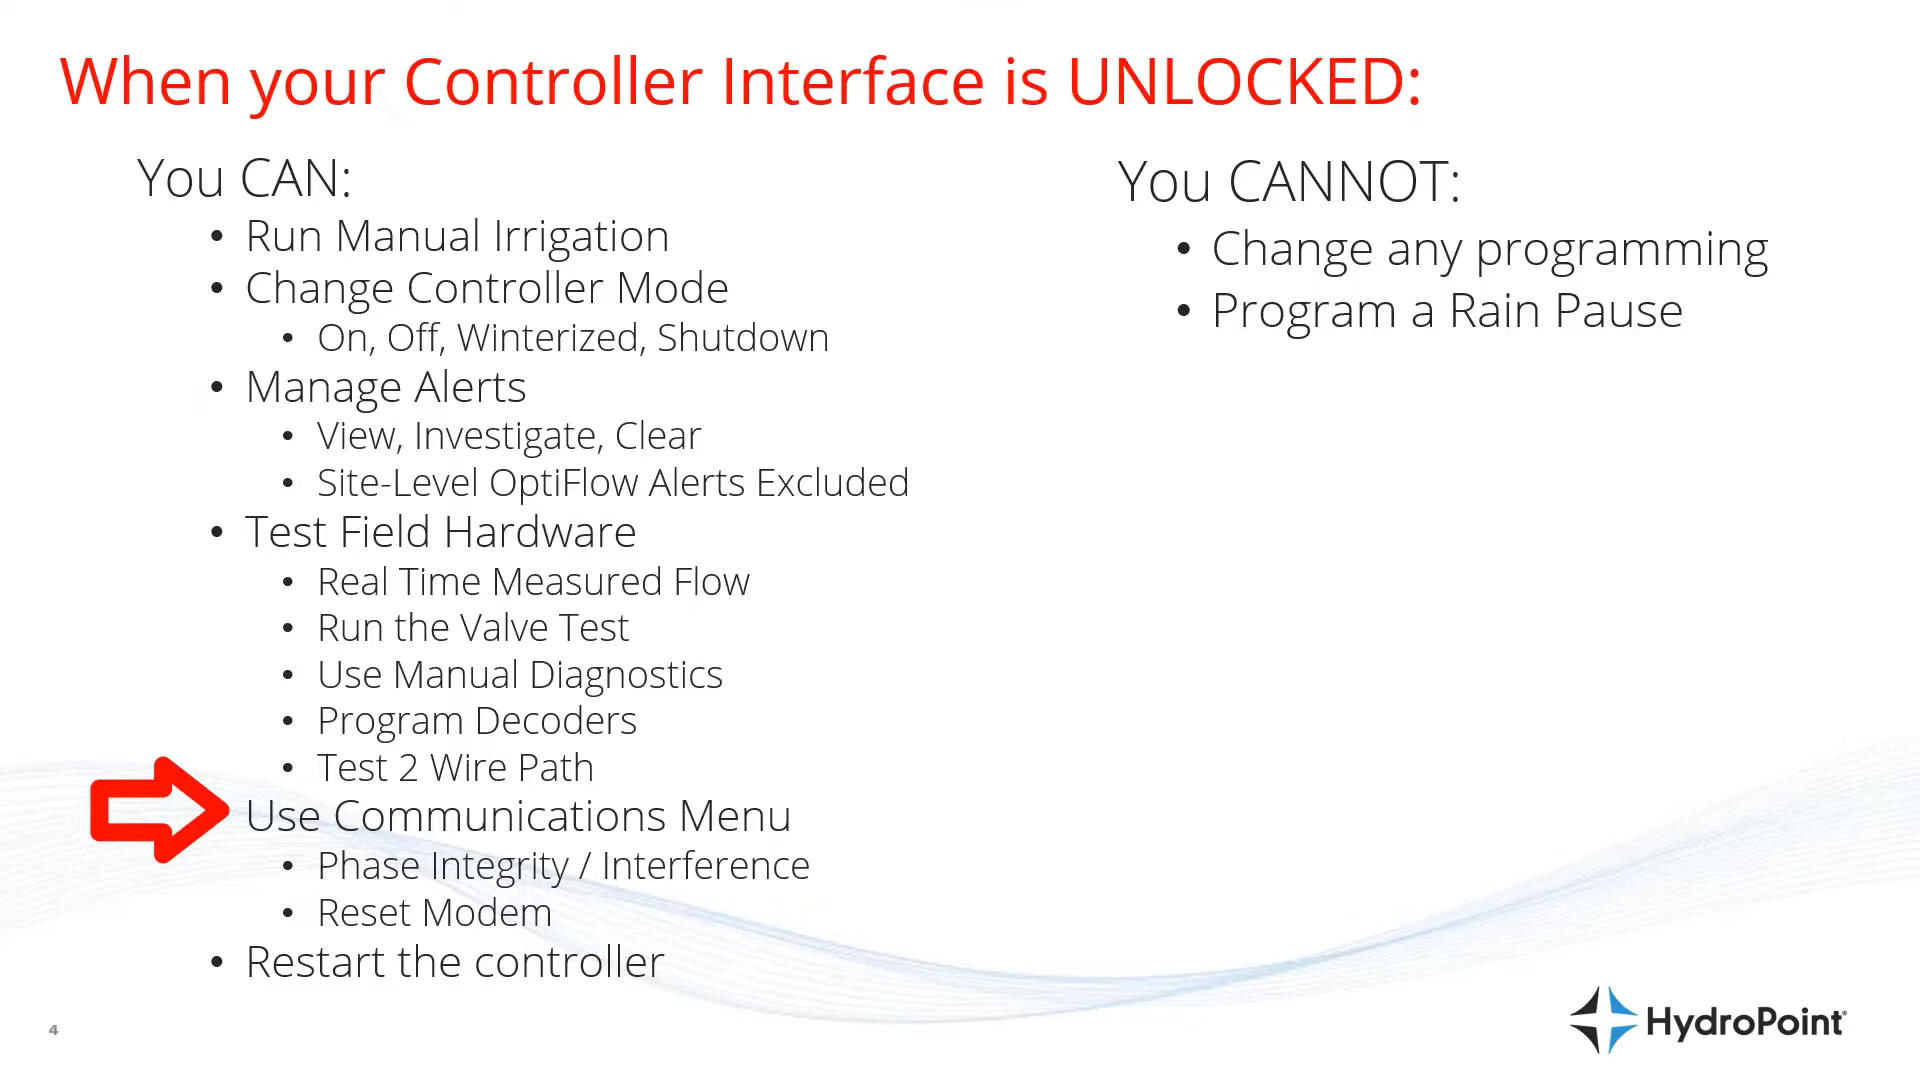 When your Controller Interface is UNLOCKED:
You CAN:
• Run Manual Irrigation
• Change Controller Mode
• On, Off, Winterized, Shutdown
• Manage Alerts
• View, Investigate, Clear
• Site-Level OptiFlow Alerts Excluded
• Test Field Hardware
• Real Time Measured Flow
• Run the Valve Test
• Use Manual Diagnostics
• Program Decoders
• Test 2 Wire Path
Use Communications Menu
• Phase Integrity / Interference
• Reset Modem
• Restart the controller
You CANNOT:
• Change any programming
• Program a Rain Pause
4
HydroPoint